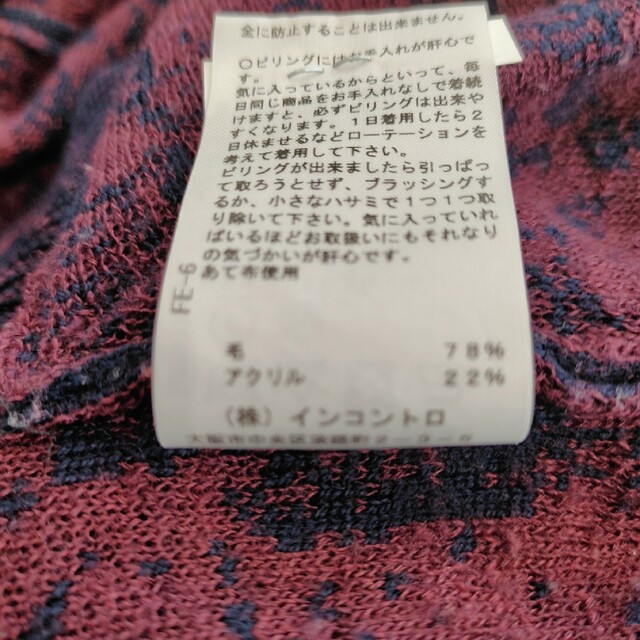 全に防止することは出来ません。
○ピリングにはお手入れが肝心で
す。
気に入っているからといって、毎
日同じ商品をお手入れなしで着続
けますと、必ずピリングは出来や
すくなります。1日着用したら2
日休ませるなどローテーションを
考えて着用して下さい。
ピリングが出来ましたら引っぱっ
て取ろうとせず、ブラッシングす
るか、小さなハサミで1つ1つ取
り除いて下さい。気に入っていれ
ばいるほどお取扱いにもそれなり
の気づかいが肝心です。
あて布使用
FE-6
毛 78%
アクリル 22%
(株)インコントロ
大阪市中央区